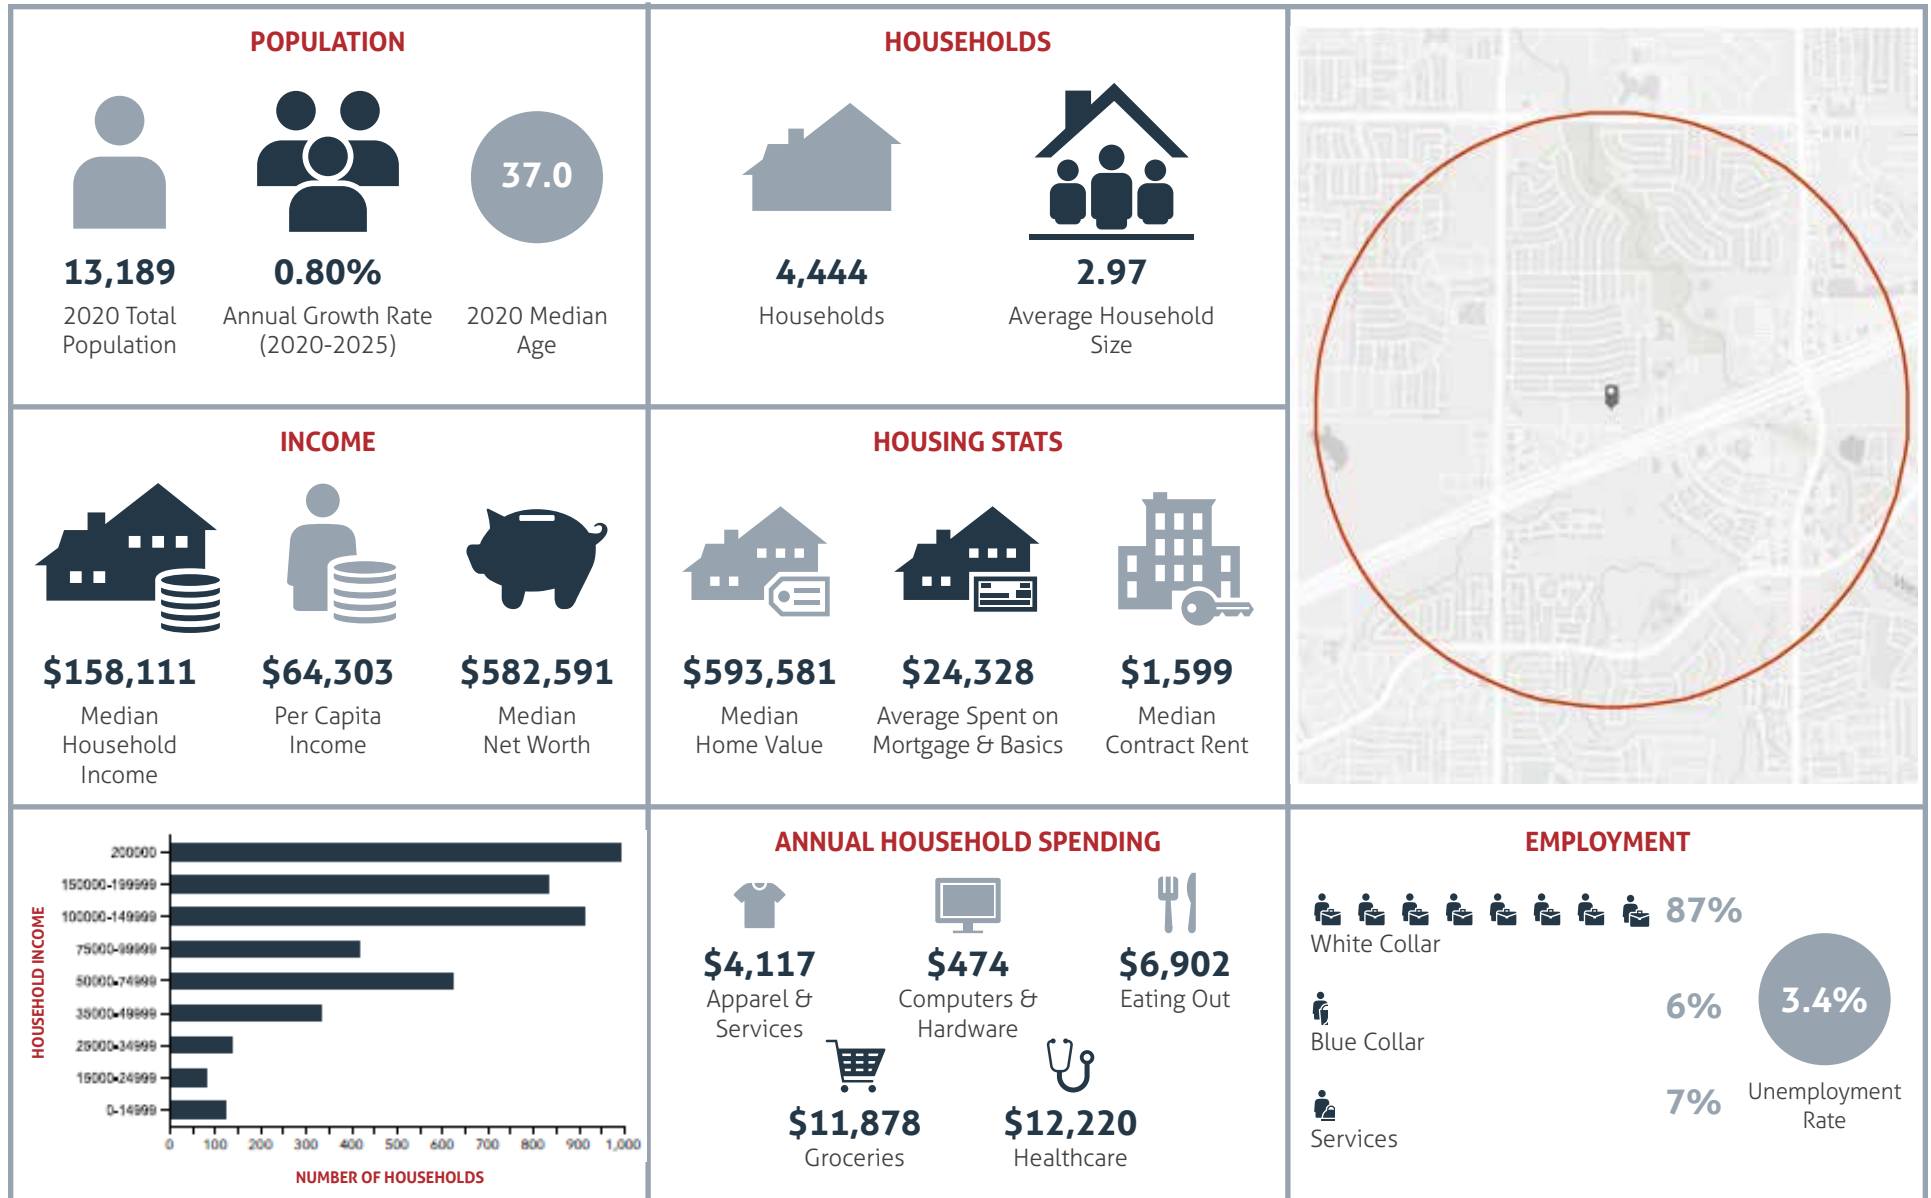 POPULATION
37.0
13,189
2020 Total
Population
0.80%
Annual Growth Rate
(2020-2025)
2020 Median
Age
HOUSEHOLDS
4,444
Households
2.97
Average Household
Size
INCOME
$158,111
Median
Household
Income
$64,303
Per Capita
Income
$582,591
Median
Net Worth
HOUSING STATS
$593,581
Median
Home Value
$24,328
Average Spent on
Mortgage & Basics
$1,599
Median
Contract Rent
HOUSEHOLD INCOME
200000
150000-199999
100000-149999
75000-99999
50000-74999
35000-49999
25000-34999
15000-24999
0-14999
0 100 200 300 400 500 600 700 800 900 1,000
NUMBER OF HOUSEHOLDS
ANNUAL HOUSEHOLD SPENDING
$4,117
Apparel &
Services
$474
Computers &
Hardware
$6,902
Eating Out
$11,878
Groceries
$12,220
Healthcare
EMPLOYMENT
87%
White Collar
6%
Blue Collar
7%
Services
3.4%
Unemployment
Rate